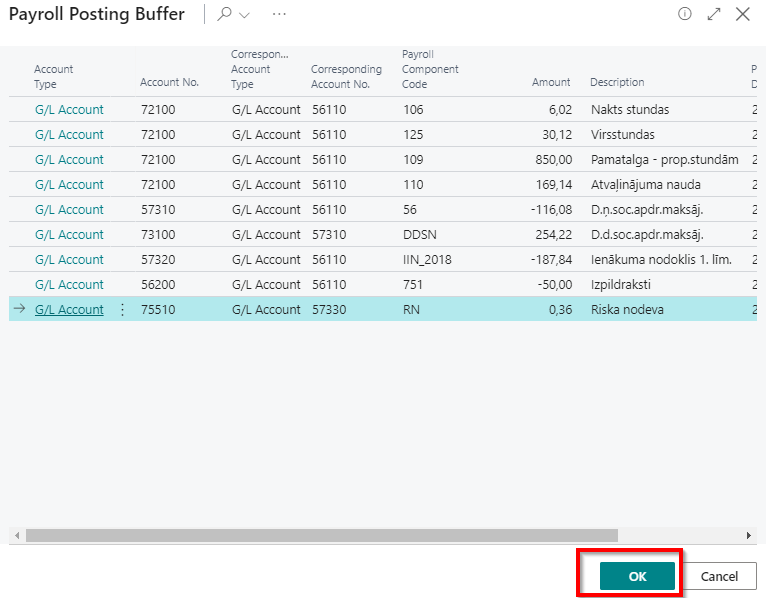 Payroll Posting Buffer
Account Type Account No. Correspon... Account Type Corresponding Account No. Payroll Component Code Amount Description
G/L Account 72100 G/L Account 56110 106 6,02 Nakts stundas 2
G/L Account 72100 G/L Account 56110 125 30,12 Virsstundas 2
G/L Account 72100 G/L Account 56110 109 850,00 Pamatalga - prop.stundām 2
G/L Account 72100 G/L Account 56110 110 169,14 Atvaļinājuma nauda 2
G/L Account 57310 G/L Account 56110 56 -116,08 D.ņ.soc.apdr.maksāj. 2
G/L Account 73100 G/L Account 57310 DDSN 254,22 D.d.soc.apdr.maksāj. 2
G/L Account 57320 G/L Account 56110 IIN_2018 -187,84 Ienākuma nodoklis 1. līm. 2
G/L Account 56200 G/L Account 56110 751 -50,00 Izpildraksti 2
G/L Account 75510 G/L Account 57330 RN 0,36 Riska nodeva 2
OK Cancel